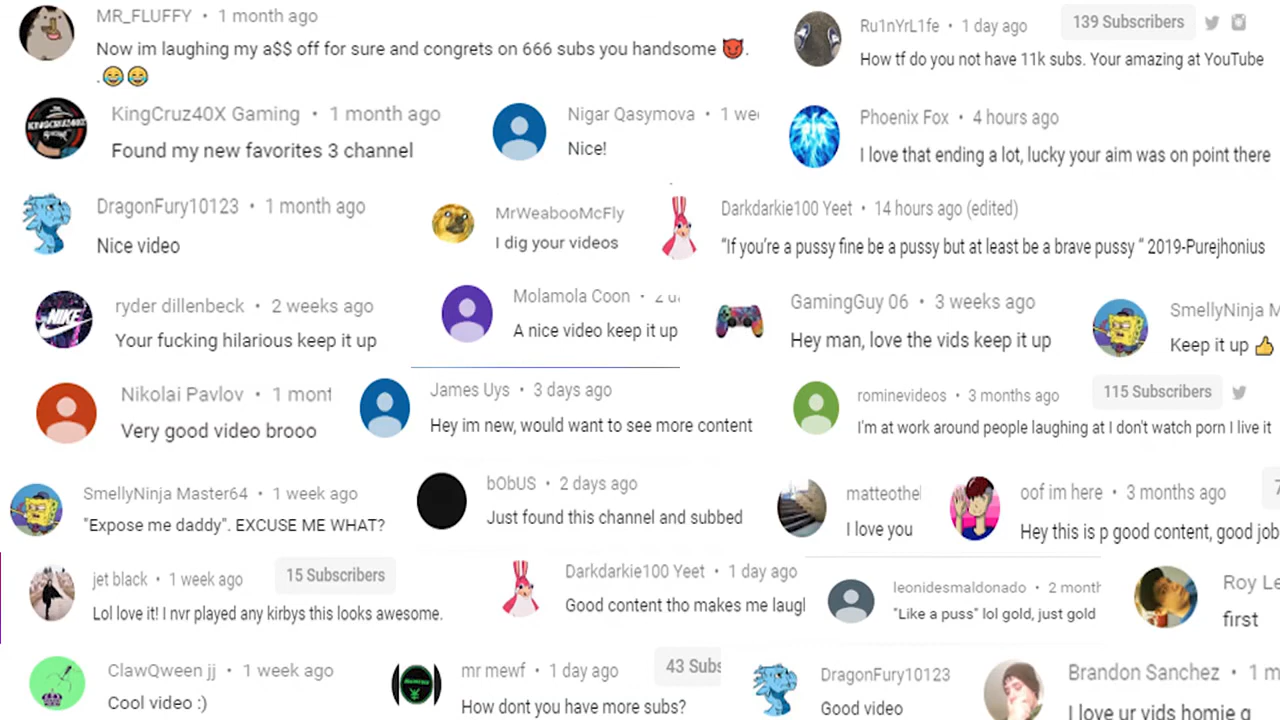 MR_FLUFFY • 1 month ago
Now im laughing my a$$ off for sure and congrets on 666 subs you handsome 😈.
.😂😂
Ru1nYrL1fe • 1 day ago 139 Subscribers
How tf do you not have 11k subs. Your amazing at YouTube
KingCruz40X Gaming • 1 month ago
Found my new favorites 3 channel
Nigar Qasymova • 1 we
Nice!
Phoenix Fox • 4 hours ago
I love that ending a lot, lucky your aim was on point there
DragonFury10123 • 1 month ago
Nice video
MrWeabooMcFly
I dig your videos
Darkdarkie100 Yeet • 14 hours ago (edited)
“If you’re a pussy fine be a pussy but at least be a brave pussy “ 2019-Purejhonius
NIKE
ryder dillenbeck • 2 weeks ago
Your fucking hilarious keep it up
Molamola Coon •
A nice video keep it up
GamingGuy 06 • 3 weeks ago
Hey man, love the vids keep it up
SmellyNinja M
Keep it up 👍
Nikolai Pavlov • 1 mont
Very good video brooo
James Uys • 3 days ago
Hey im new, would want to see more content
rominevideos • 3 months ago 115 Subscribers
I'm at work around people laughing at I don't watch porn I live it
SmellyNinja Master64 • 1 week ago
"Expose me daddy". EXCUSE ME WHAT?
bObUS • 2 days ago
Just found this channel and subbed
matteothe
I love you
oof im here • 3 months ago 7
Hey this is p good content, good job
jet black • 1 week ago 15 Subscribers
Lol love it! I nvr played any kirbys this looks awesome.
Darkdarkie100 Yeet • 1 day ago
Good content tho makes me laugl
leonidesmaldonado • 2 month
"Like a puss" lol gold, just gold
Roy Le
first
ClawQween jj • 1 week ago
Cool video :)
mr mewf • 1 day ago 43 Subs
How dont you have more subs?
DragonFury10123
Good video
Brandon Sanchez • 1 m
I love ur vids homie g